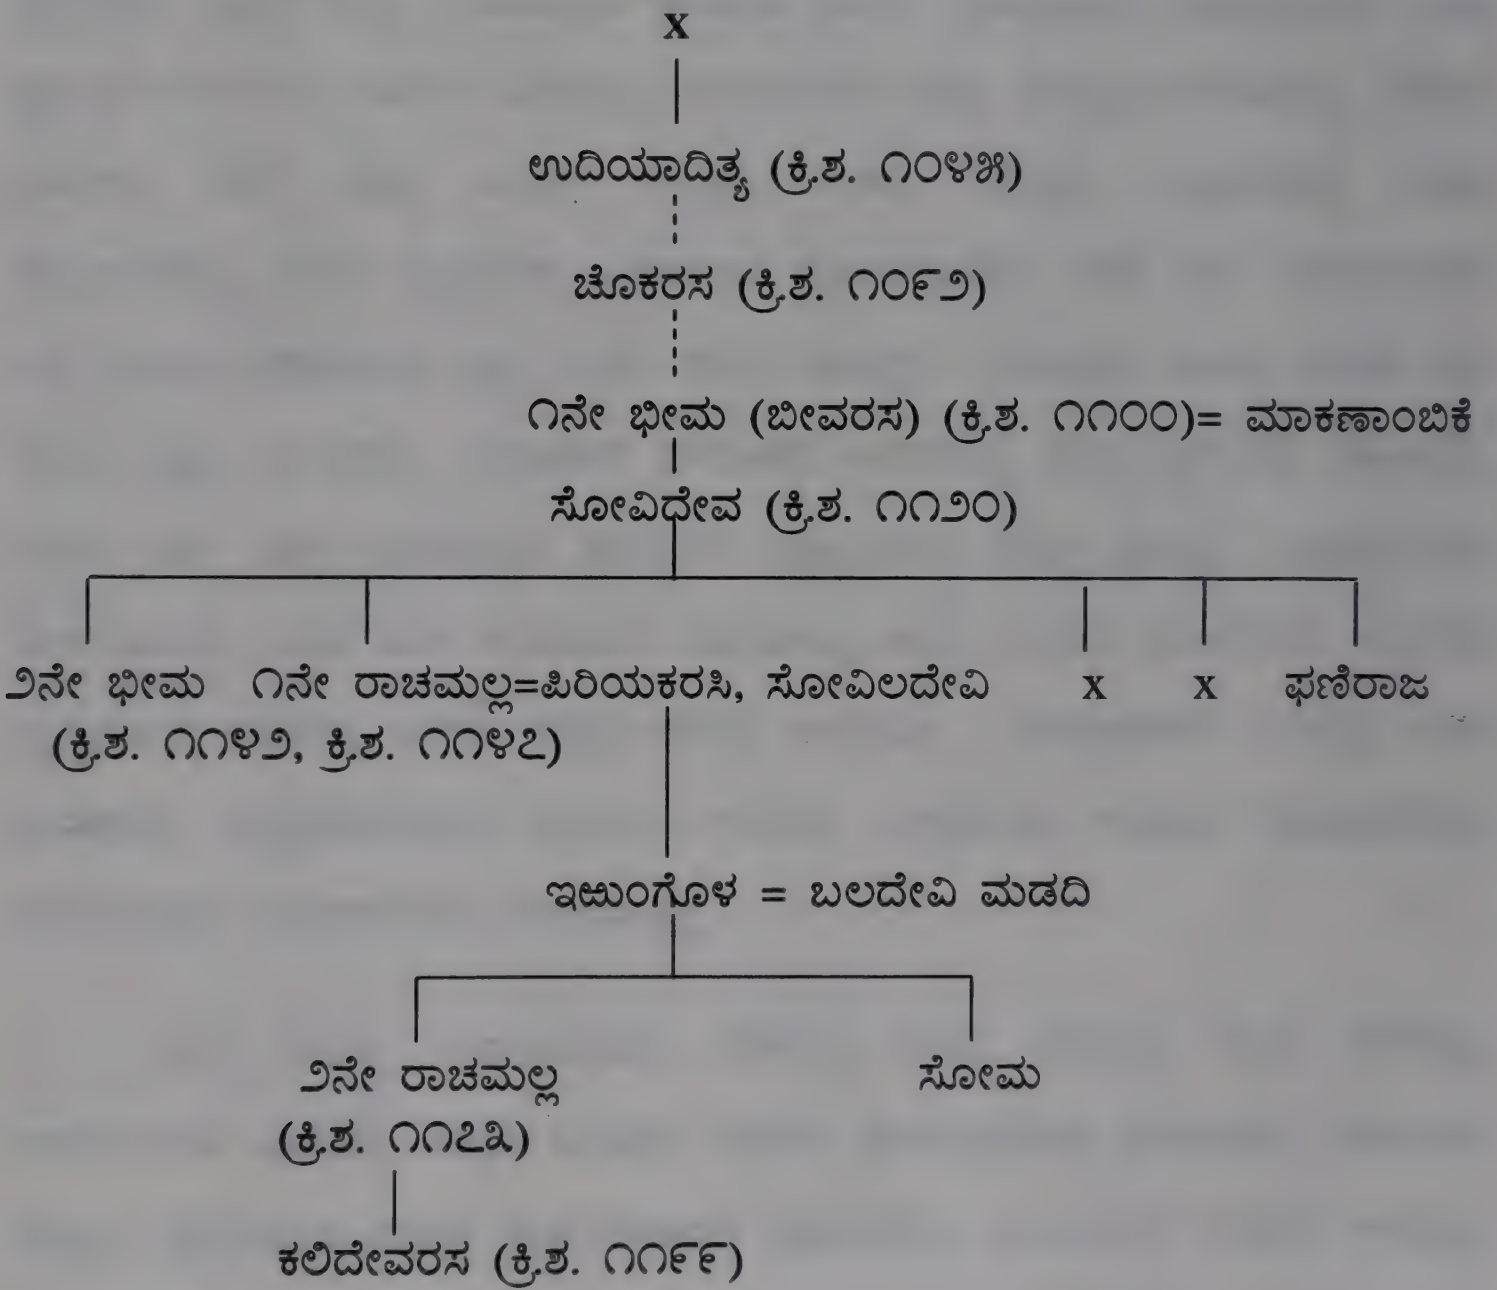 x
ಉದಿಯಾದಿತ್ಯ (ಕ್ರಿ.ಶ. ೧೦೪೫)
ಚೊಕರಸ (ಕ್ರಿ.ಶ. ೧೦೯೨)
೧ನೇ ಭೀಮ (ಬೀವರಸ) (ಕ್ರಿ.ಶ. ೧೧೦೦)= ಮಾಕಣಾಂಬಿಕೆ
ಸೋವಿದೇವ (ಕ್ರಿ.ಶ. ೧೧೨೦)
೨ನೇ ಭೀಮ ೧ನೇ ರಾಚಮಲ್ಲ=ಪಿರಿಯಕರಸಿ, ಸೋವಿಲದೇವಿ x x ಫಣಿರಾಜ
(ಕ್ರಿ.ಶ. ೧೧೪೨, ಕ್ರಿ.ಶ. ೧೧೪೭)
ಇಱುಂಗೊಳ = ಬಲದೇವಿ ಮಡದಿ
೨ನೇ ರಾಚಮಲ್ಲ ಸೋಮ
(ಕ್ರಿ.ಶ. ೧೧೭೩)
ಕಲಿದೇವರಸ (ಕ್ರಿ.ಶ. ೧೧೯೯)